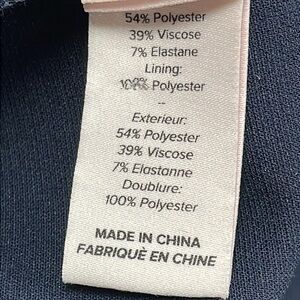 54% Polyester
39% Viscose
7% Elastane
Lining:
100% Polyester
--
Exterieur:
54% Polyester
39% Viscose
7% Elastanne
Doublure:
100% Polyester
MADE IN CHINA
FABRIQUÈ EN CHINE